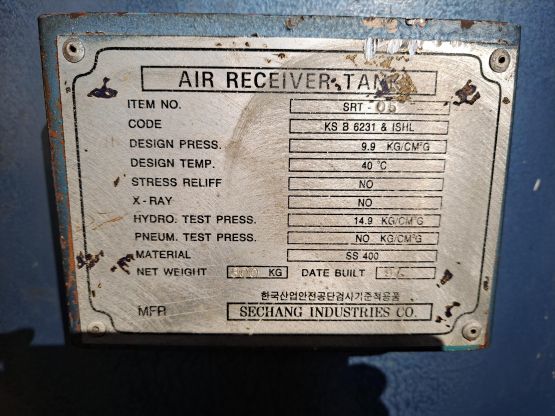 AIR RECEIVER TANK
ITEM NO. SRT - 05
CODE KS B 6231 & ISHL
DESIGN PRESS. 9.9 KG/CM²G
DESIGN TEMP. 40 °C
STRESS RELIFF NO
X - RAY NO
HYDRO. TEST PRESS. 14.9 KG/CM²G
PNEUM. TEST PRESS. NO KG/CM²G
MATERIAL SS 400
NET WEIGHT KG DATE BUILT
한국산업안전공단검사기준적용품
MFR SECHANG INDUSTRIES CO.